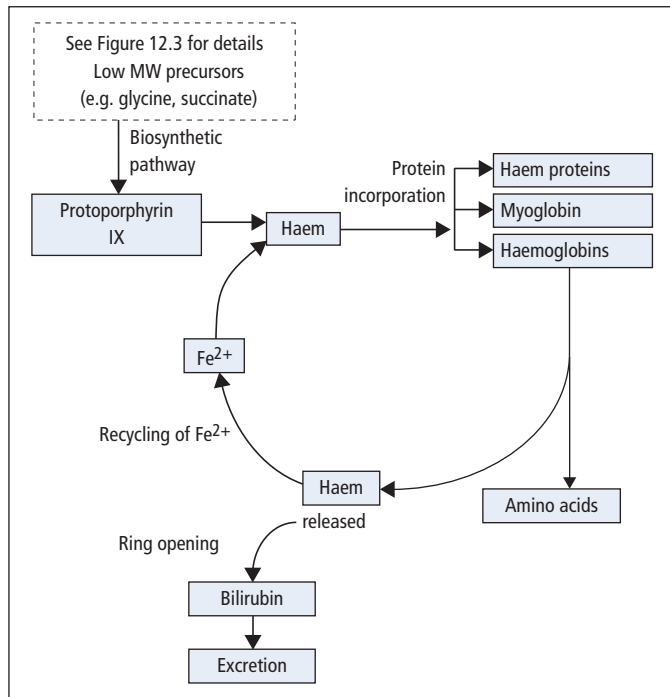 See Figure 12.3 for details
Low MW precursors
(e.g. glycine, succinate)
Biosynthetic
pathway
Protoporphyrin
IX
Haem
Protein
incorporation
Haem proteins
Myoglobin
Haemoglobins
Fe2+
Recycling of Fe2+
Haem
released
Amino acids
Ring opening
Bilirubin
Excretion